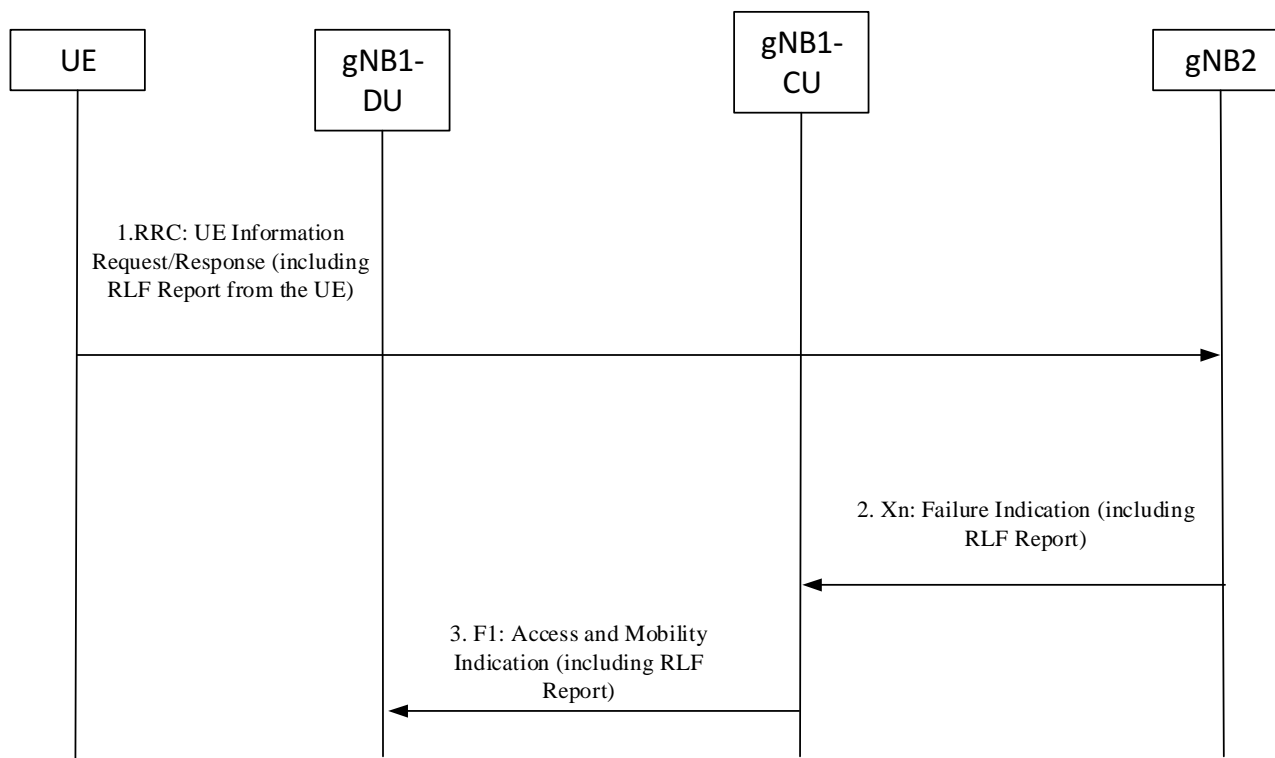 UE
gNB1-
DU
gNB1-
CU
gNB2
1.RRC: UE Information
Request/Response (including
RLF Report from the UE)
2. Xn: Failure Indication (including
RLF Report)
3. F1: Access and Mobility
Indication (including RLF
Report)